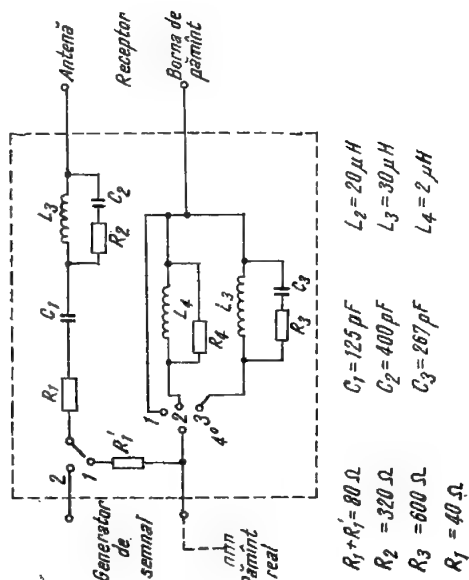 Antenă
L3
C2
R2
C1
R1
2
1
R'1
Generator
de
semnal
Receptor
Borna de
pămînt
L4
R4
L3
C3
R3
1
2
3
4°
Pămînt
real
R1+R'1=80 Ω
R2 =320 Ω
R3 =600 Ω
R1 =40 Ω
C1=125 pF
C2=400 pF
C3=267 pF
L2=20 μH
L3=30 μH
L4=2 μH